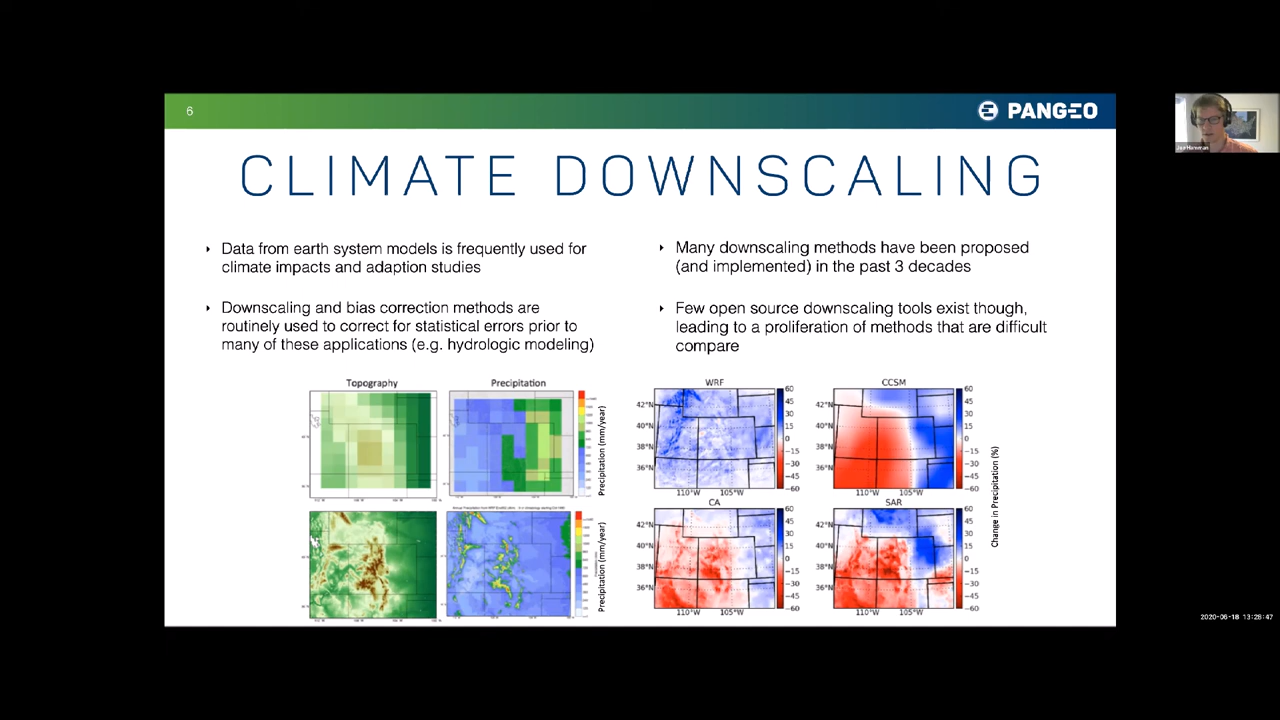 6
PANGEO
CLIMATE DOWNSCALING
Data from earth system models is frequently used for
climate impacts and adaption studies
Downscaling and bias correction methods are
routinely used to correct for statistical errors prior to
many of these applications (e.g. hydrologic modeling)
Many downscaling methods have been proposed
(and implemented) in the past 3 decades
Few open source downscaling tools exist though,
leading to a proliferation of methods that are difficult
compare
Topography
Precipitation
Precipitation (mm/year)
Precipitation (mm/year)
WRF
42°N
40°N
38°N
36°N
110°W 105°W
60
45
30
15
0
−15
−30
−45
−60
CCSM
42°N
40°N
38°N
36°N
110°W 105°W
60
45
30
15
0
−15
−30
−45
−60
CA
42°N
40°N
38°N
36°N
110°W 105°W
60
45
30
15
0
−15
−30
−45
−60
SAR
42°N
40°N
38°N
36°N
110°W 105°W
60
45
30
15
0
−15
−30
−45
−60
Change in Precipitation (%)
2020-06-18 13:28:47